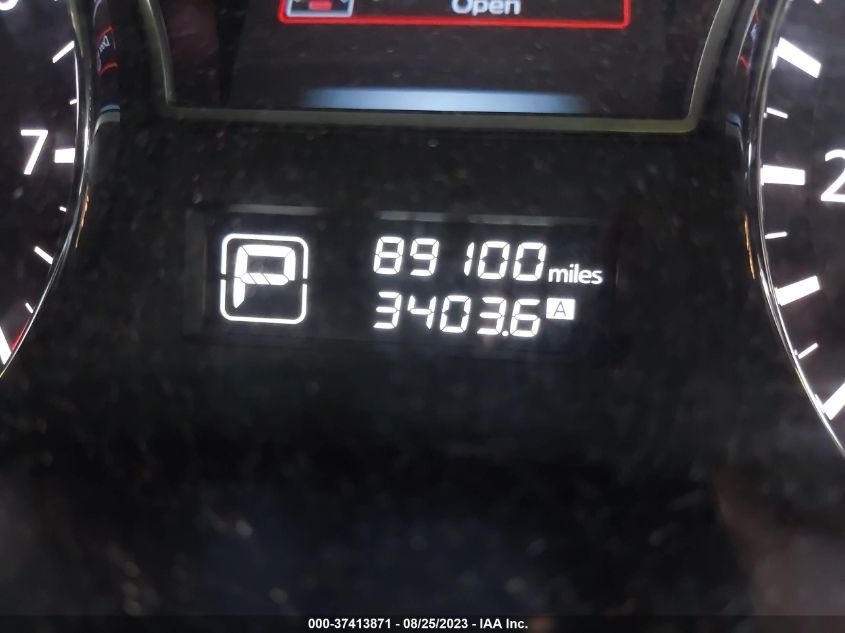 Open
7
2
P
89100 miles
3403.6 A
000-37413871 / 08/25/2023 - IAA Inc.